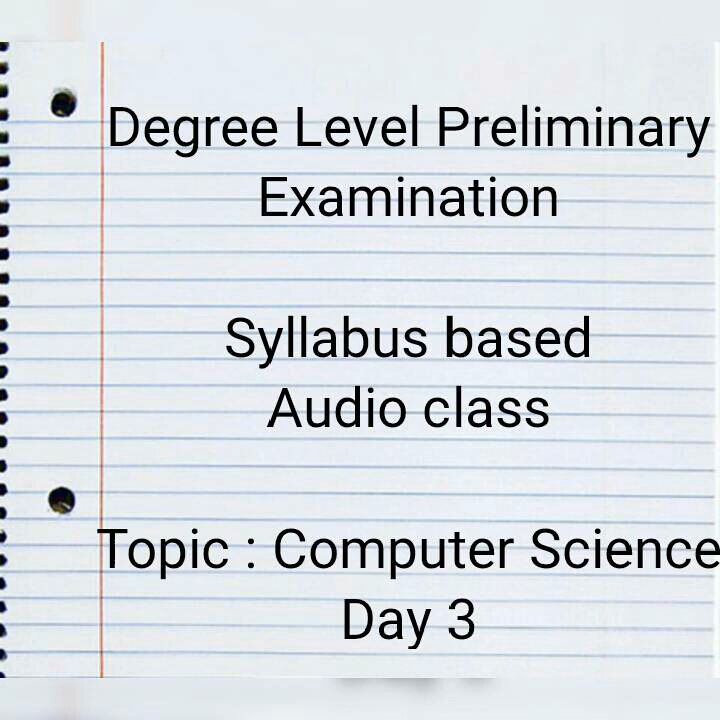 Degree Level Preliminary
Examination
Syllabus based
Audio class
Topic : Computer Science
Day 3